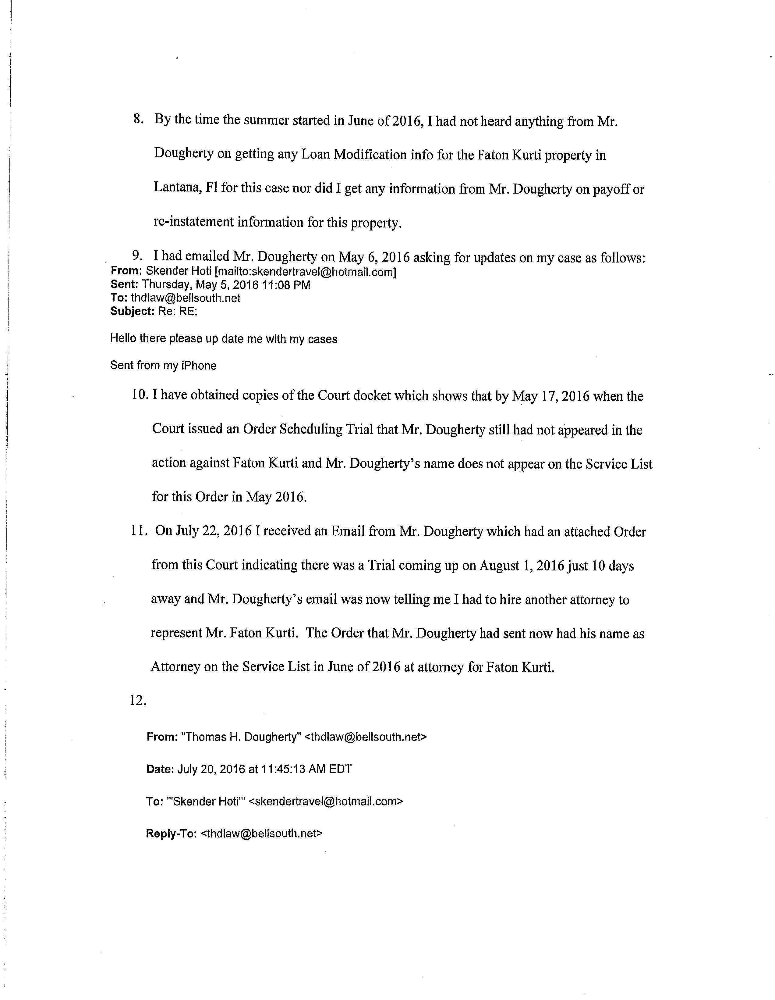 8. By the time the summer started in June of 2016, I had not heard anything from Mr.
Dougherty on getting any Loan Modification info for the Faton Kurti property in
Lantana, Fl for this case nor did I get any information from Mr. Dougherty on payoff or
re-instatement information for this property.
9. I had emailed Mr. Dougherty on May 6, 2016 asking for updates on my case as follows:
From: Skender Hoti [mailto:skendertravel@hotmail.com]
Sent: Thursday, May 5, 2016 11:08 PM
To: thdlaw@bellsouth.net
Subject: Re: RE:
Hello there please up date me with my cases
Sent from my iPhone
10. I have obtained copies of the Court docket which shows that by May 17, 2016 when the
Court issued an Order Scheduling Trial that Mr. Dougherty still had not appeared in the
action against Faton Kurti and Mr. Dougherty's name does not appear on the Service List
for this Order in May 2016.
11. On July 22, 2016 I received an Email from Mr. Dougherty which had an attached Order
from this Court indicating there was a Trial coming up on August 1, 2016 just 10 days
away and Mr. Dougherty's email was now telling me I had to hire another attorney to
represent Mr. Faton Kurti. The Order that Mr. Dougherty had sent now had his name as
Attorney on the Service List in June of 2016 at attorney for Faton Kurti.
12.
From: "Thomas H. Dougherty" <thdlaw@bellsouth.net>
Date: July 20, 2016 at 11:45:13 AM EDT
To: "'Skender Hoti'" <skendertravel@hotmail.com>
Reply-To: <thdlaw@bellsouth.net>